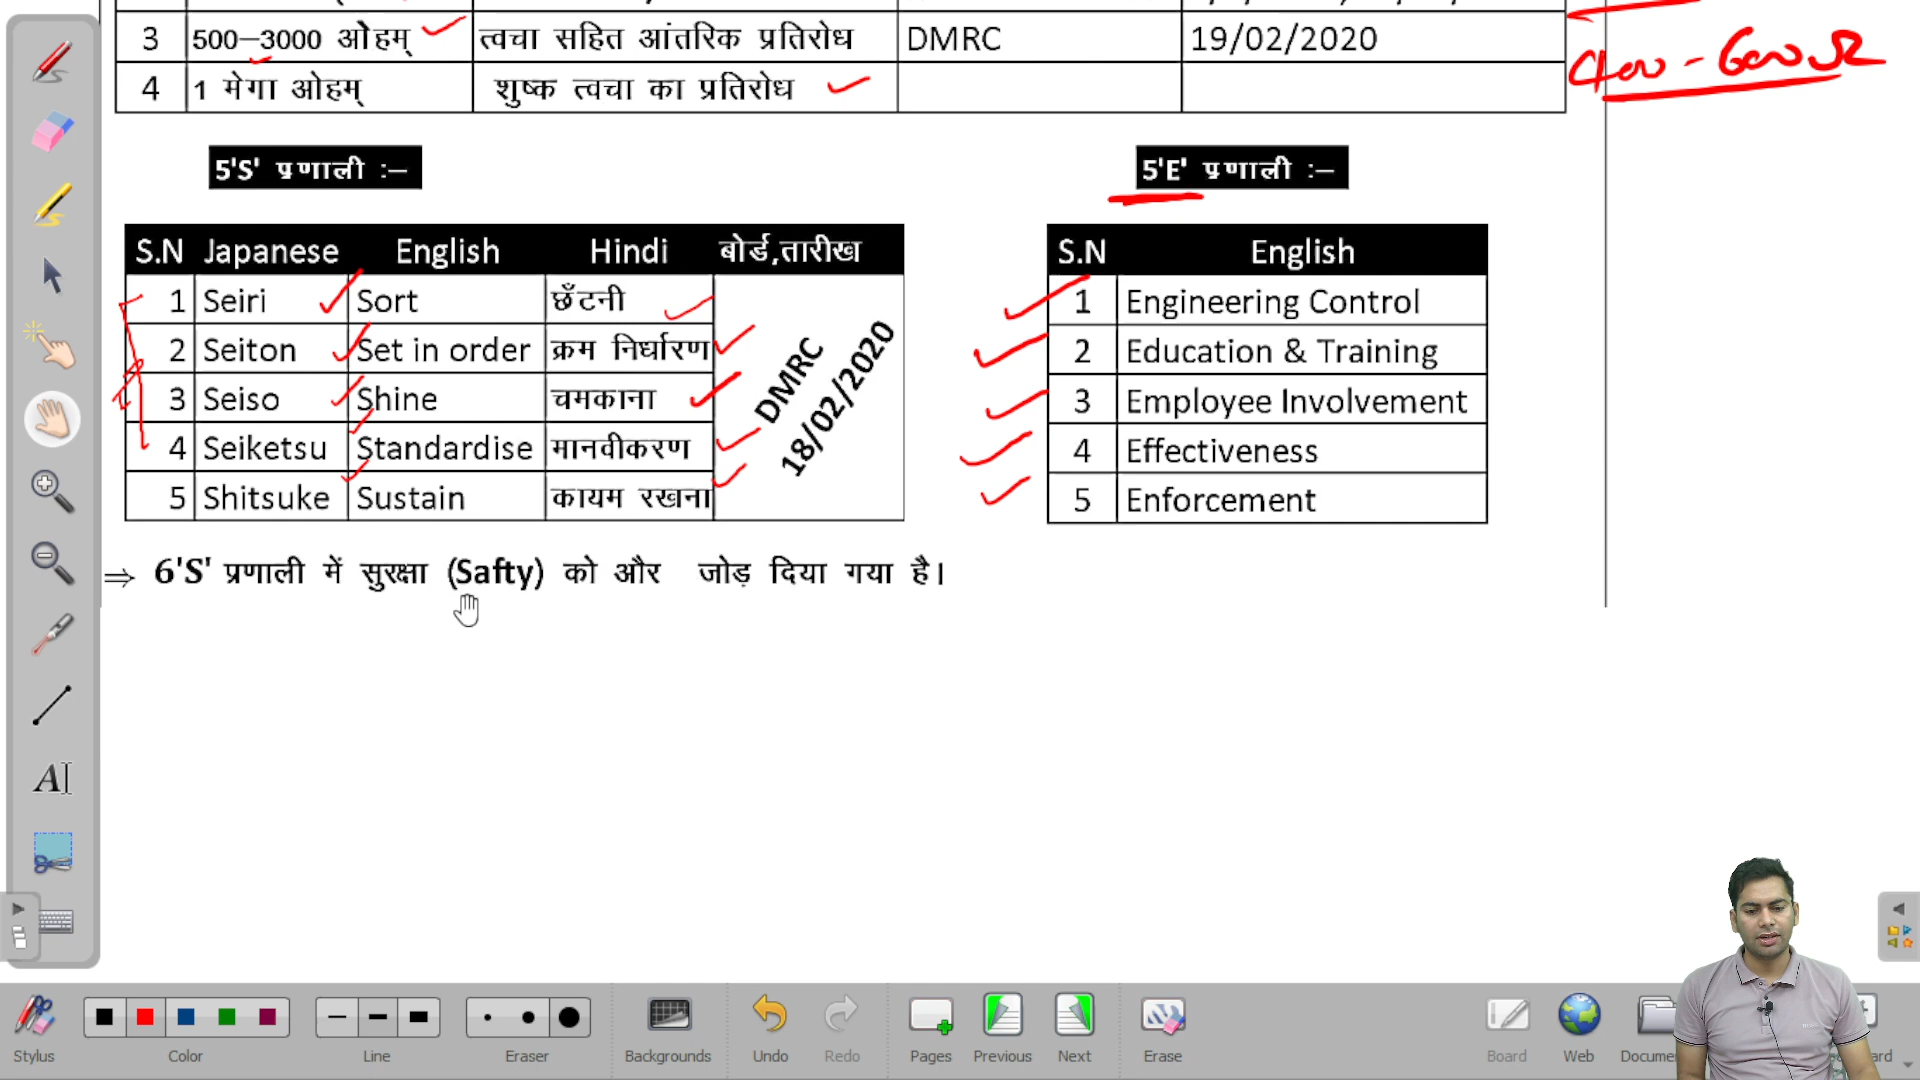 3 500–3000 ओेहम् त्वचा सहित आंतरिक प्रतिरोध DMRC 19/02/2020
400 - 600 Ω
4 1 मेगा ओहम् शुष्क त्वचा का प्रतिरोध
5'S' प्रणाली :–
5'E' प्रणाली :–
S.N Japanese English Hindi बोर्ड,तारीख
1 Seiri Sort छँटनी
2 Seiton Set in order क्रम निर्धारण
3 Seiso Shine चमकाना
4 Seiketsu Standardise मानवीकरण
5 Shitsuke Sustain कायम रखना
DMRC
18/02/2020
S.N English
1 Engineering Control
2 Education & Training
3 Employee Involvement
4 Effectiveness
5 Enforcement
⇒ 6'S' प्रणाली में सुरक्षा (Safty) को और जोड़ दिया गया है।
AI
Stylus Color Line Eraser Backgrounds Undo Redo Pages Previous Next Erase Board Web